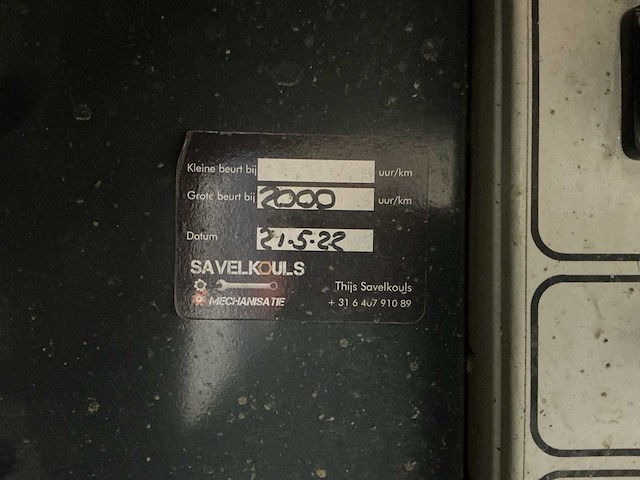 Kleine beurt bij uur/km
Grote beurt bij 2000 uur/km
Datum 21-5-22
SAVELKOULS
MECHANISATIE
Thijs Savelkouls
+ 31 6 407 910 89